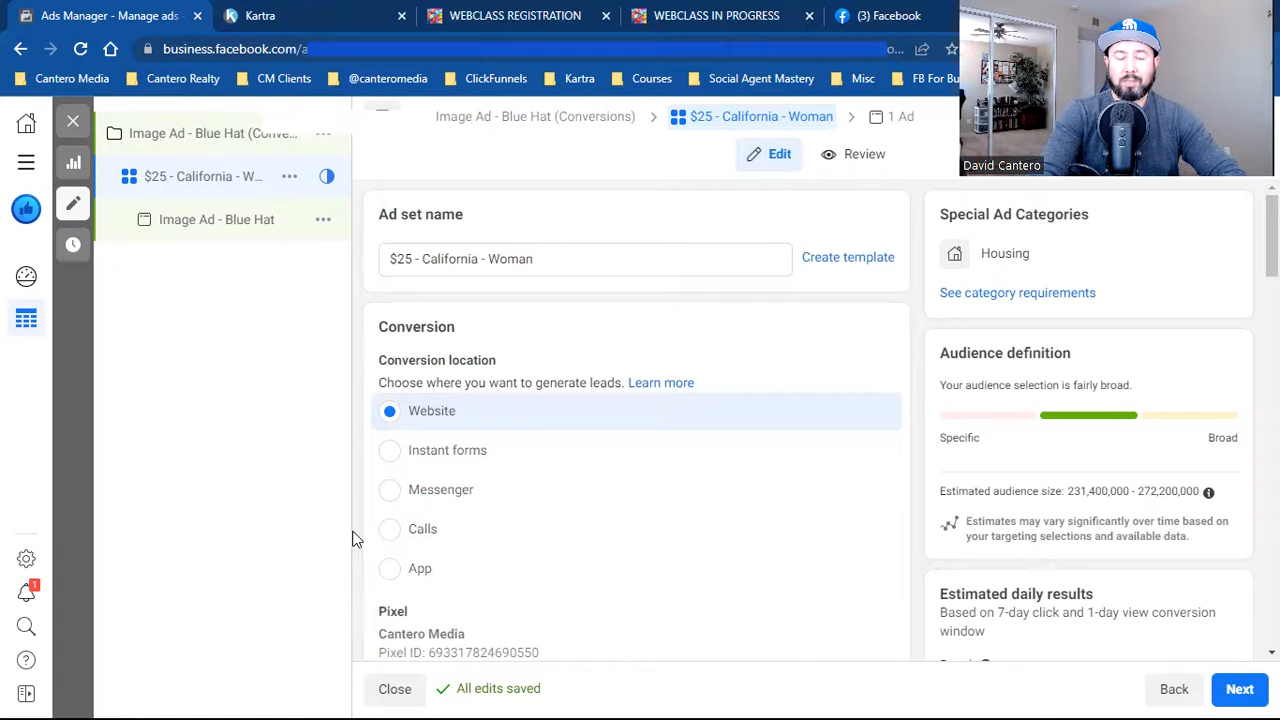 Ads Manager - Manage ads -
Kartra
WEBCLASS REGISTRATION
WEBCLASS IN PROGRESS
(3) Facebook
business.facebook.com/a
o...
Cantero Media
Cantero Realty
CM Clients
@canteromedia
ClickFunnels
Kartra
Courses
Social Agent Mastery
Misc
FB For Bu
David Cantero
Image Ad - Blue Hat (Conve...
$25 - California - W...
Image Ad - Blue Hat
Image Ad - Blue Hat (Conversions)
$25 - California - Woman
1 Ad
Edit
Review
Ad set name
$25 - California - Woman
Create template
Conversion
Conversion location
Choose where you want to generate leads. Learn more
Website
Instant forms
Messenger
Calls
App
Pixel
Cantero Media
Pixel ID: 693317824690550
Special Ad Categories
Housing
See category requirements
Audience definition
Your audience selection is fairly broad.
Specific
Broad
Estimated audience size: 231,400,000 - 272,200,000
Estimates may vary significantly over time based on
your targeting selections and available data.
Estimated daily results
Based on 7-day click and 1-day view conversion
window
1
Close
All edits saved
Back
Next